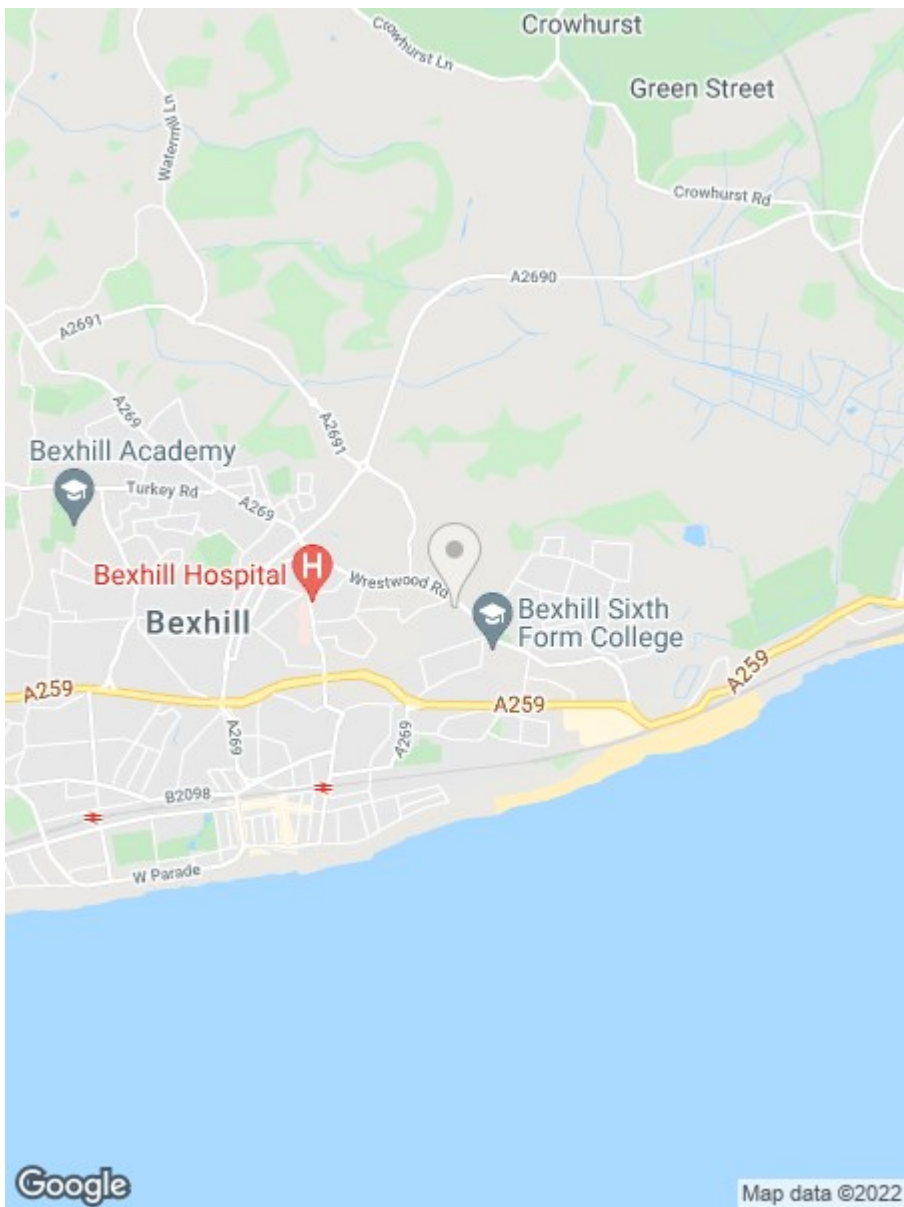 Crowhurst
Crowhurst Ln
Green Street
Watermill Ln
Crowhurst Rd
A2690
A2691
A269
A2691
Bexhill Academy
Turkey Rd
A269
Bexhill Hospital
H
Wrestwood Rd
Bexhill
Bexhill Sixth
Form College
A259
A259
A259
A269
A269
B2098
W Parade
Google
Map data ©2022